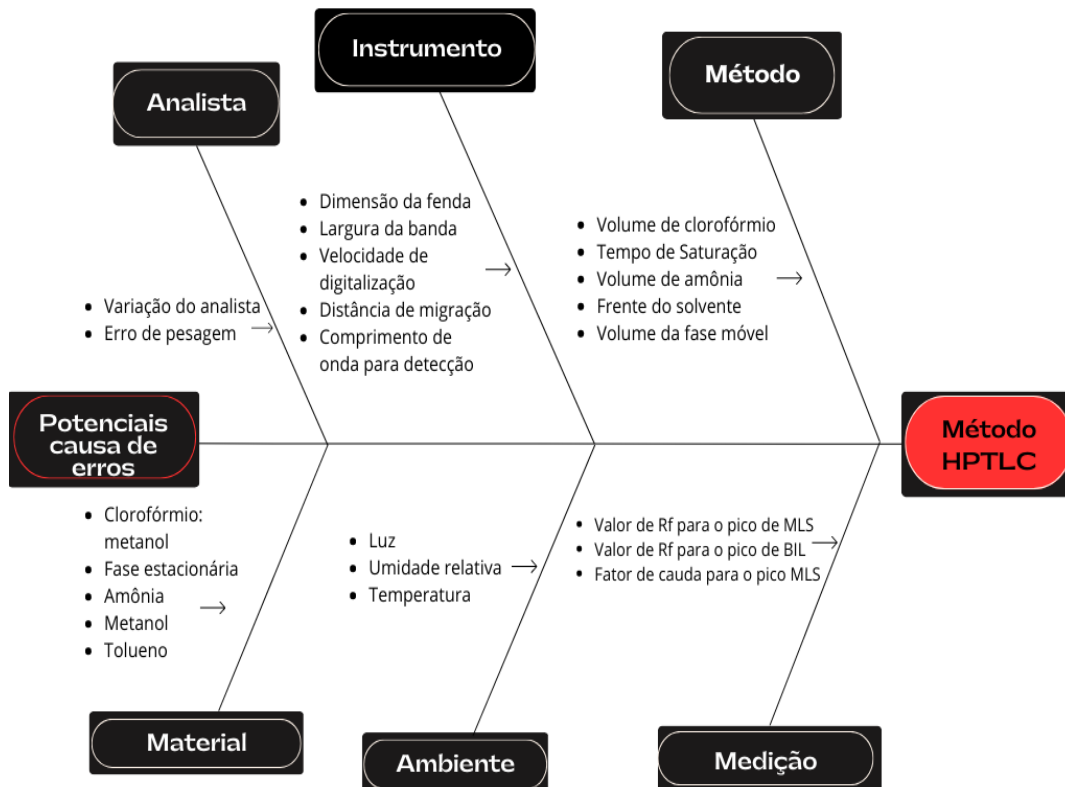 Instrumento
Método
Analista
Dimensão da fenda
Largura da banda
Velocidade de
digitalização
Distância de migração
Comprimento de
onda para detecção
Volume de clorofórmio
Tempo de Saturação
Volume de amônia
Frente do solvente
Volume da fase móvel
Variação do analista
Erro de pesagem
Potenciais
causa de
erros
Método
HPTLC
Clorofórmio:
metanol
Fase estacionária
Amônia
Metanol
Tolueno
Luz
Umidade relativa
Temperatura
Valor de Rf para o pico de MLS
Valor de Rf para o pico de BIL
Fator de cauda para o pico MLS
Material
Ambiente
Medição